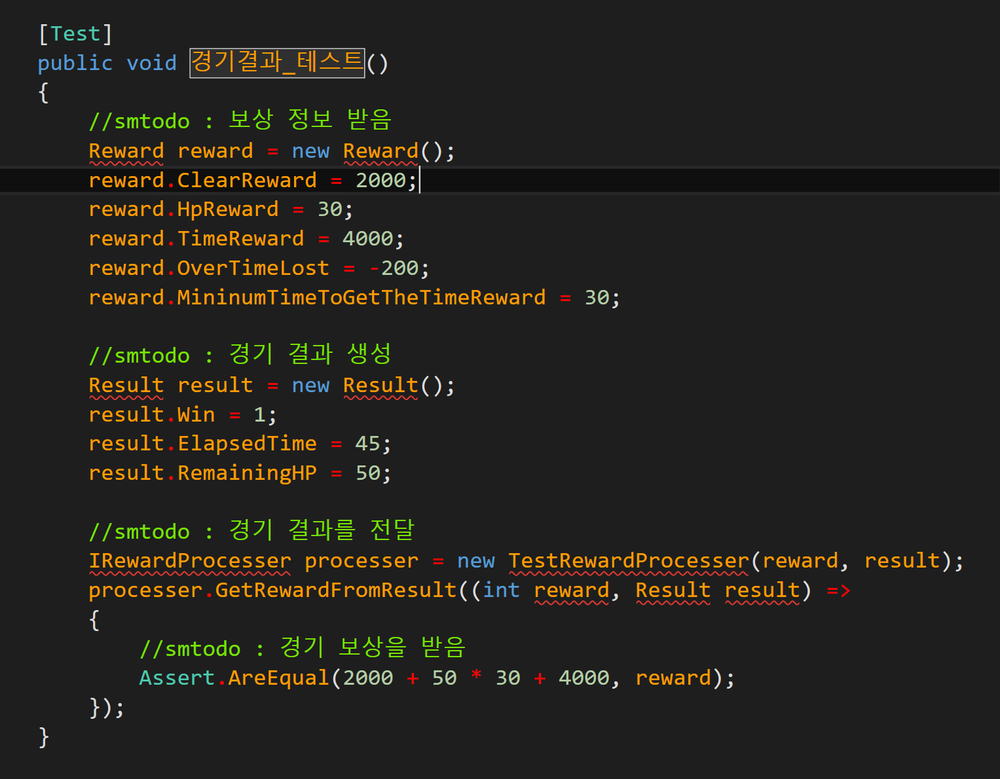 [Test]
public void 경기결과_테스트()
{
//smtodo : 보상 정보 받음
Reward reward = new Reward();
reward.ClearReward = 2000;
reward.HpReward = 30;
reward.TimeReward = 4000;
reward.OverTimeLost = -200;
reward.MininumTimeToGetTheTimeReward = 30;
//smtodo : 경기 결과 생성
Result result = new Result();
result.Win = 1;
result.ElapsedTime = 45;
result.RemainingHP = 50;
//smtodo : 경기 결과를 전달
IRewardProcesser processer = new TestRewardProcesser(reward, result);
processer.GetRewardFromResult((int reward, Result result) =>
{
//smtodo : 경기 보상을 받음
Assert.AreEqual(2000 + 50 * 30 + 4000, reward);
});
}